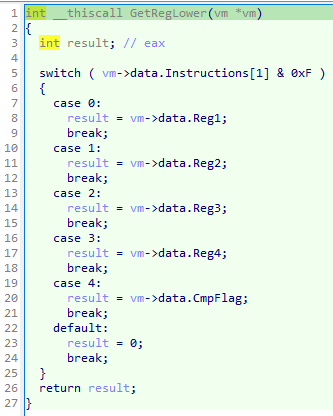 1 int __thiscall GetRegLower(vm *vm)
2 {
3   int result; // eax
4
5   switch ( vm->data.Instructions[1] & 0xF )
6   {
7     case 0:
8       result = vm->data.Reg1;
9       break;
10     case 1:
11       result = vm->data.Reg2;
12       break;
13     case 2:
14       result = vm->data.Reg3;
15       break;
16     case 3:
17       result = vm->data.Reg4;
18       break;
19     case 4:
20       result = vm->data.CmpFlag;
21       break;
22     default:
23       result = 0;
24       break;
25   }
26   return result;
27 }